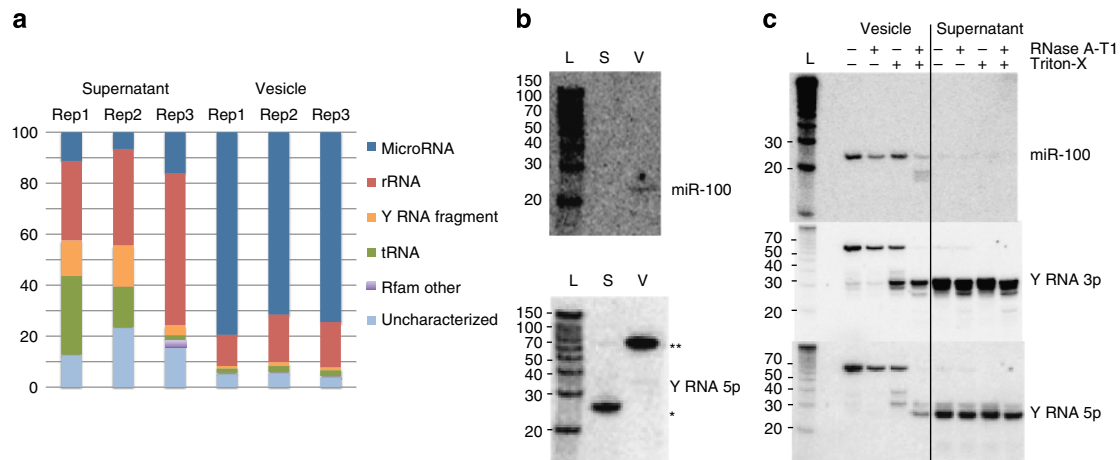 a
Supernatant Vesicle
Rep1 Rep2 Rep3 Rep1 Rep2 Rep3
100
80
60
40
20
0
MicroRNA
rRNA
Y RNA fragment
tRNA
Rfam other
Uncharacterized
b
L S V
150
100
70
50
40
30
20
miR-100
L S V
150
100
70
50
40
30
20
**
Y RNA 5p
*
c
Vesicle Supernatant
L − + − + − + − + RNase A-T1
− − + + − − + + Triton-X
30
20
miR-100
70
50
40
30
20
Y RNA 3p
70
50
40
30
20
Y RNA 5p